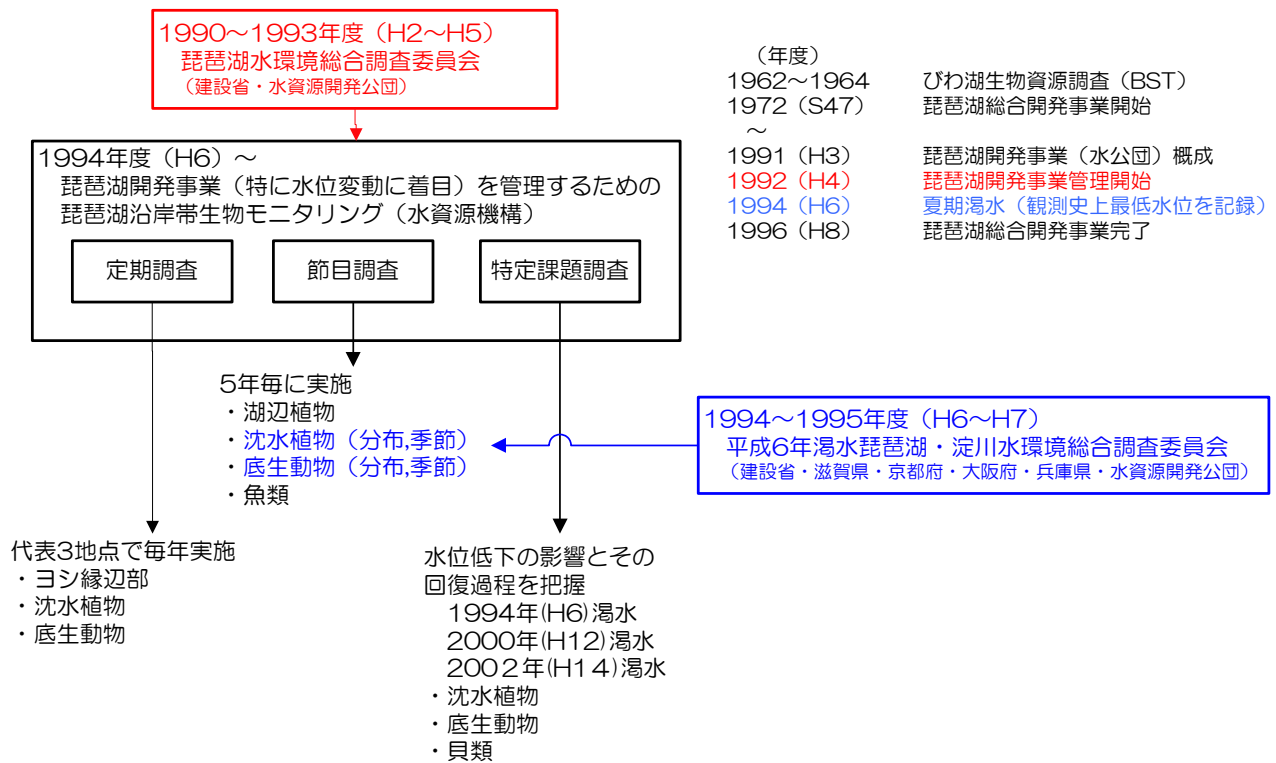 1990～1993年度（H2～H5）
琵琶湖水環境総合調査委員会
（建設省・水資源開発公団）
（年度）
1962～1964　びわ湖生物資源調査（BST）
1972（S47）　琵琶湖総合開発事業開始
～
1991（H3）　琵琶湖開発事業（水公団）概成
1992（H4）　琵琶湖開発事業管理開始
1994（H6）　夏期渇水（観測史上最低水位を記録）
1996（H8）　琵琶湖総合開発事業完了
1994年度（H6）～
琵琶湖開発事業（特に水位変動に着目）を管理するための
琵琶湖沿岸帯生物モニタリング（水資源機構）
定期調査
節目調査
特定課題調査
5年毎に実施
・湖辺植物
・沈水植物（分布,季節）
・底生動物（分布,季節）
・魚類
1994～1995年度（H6～H7）
平成6年渇水琵琶湖・淀川水環境総合調査委員会
（建設省・滋賀県・京都府・大阪府・兵庫県・水資源開発公団）
代表3地点で毎年実施
・ヨシ縁辺部
・沈水植物
・底生動物
水位低下の影響とその
回復過程を把握
1994年(H6)渇水
2000年(H12)渇水
200２年(H1４)渇水
・沈水植物
・底生動物
・貝類